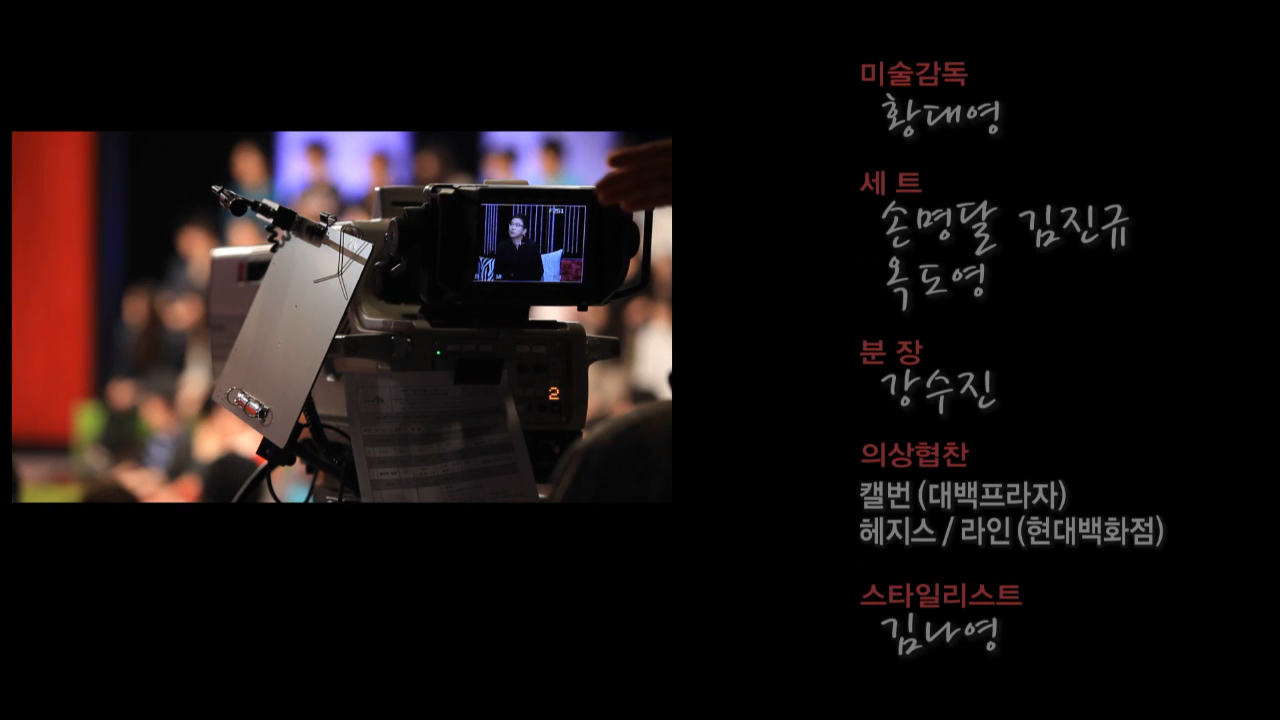 미술감독
황대영
세 트
손명달 김진규
옥도영
분 장
강수진
의상협찬
캘번 (대백프라자)
헤지스 / 라인 (현대백화점)
스타일리스트
김나영
2